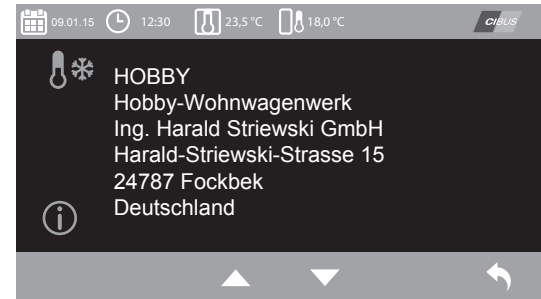 09.01.15 12:30 23,5 °C 18,0 °C CIBUS
HOBBY
Hobby-Wohnwagenwerk
Ing. Harald Striewski GmbH
Harald-Striewski-Strasse 15
24787 Fockbek
Deutschland